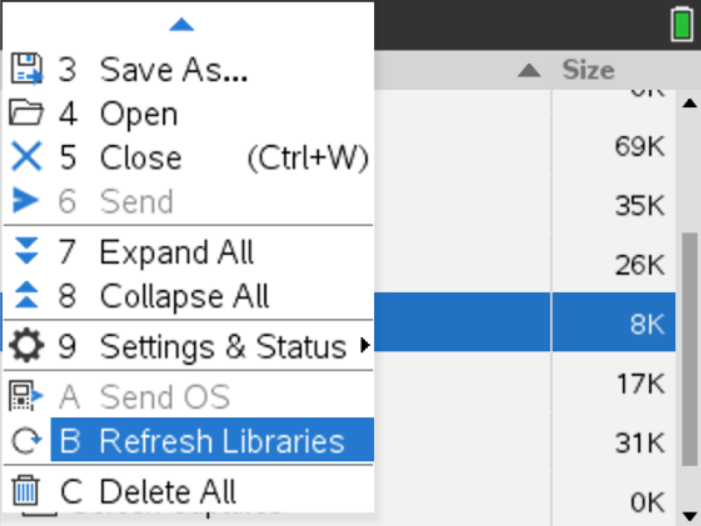 Size
3 Save As...
4 Open
69K
5 Close (Ctrl+W)
6 Send
35K
7 Expand All
26K
8 Collapse All
8K
9 Settings & Status
17K
A Send OS
B Refresh Libraries
31K
C Delete All
0K